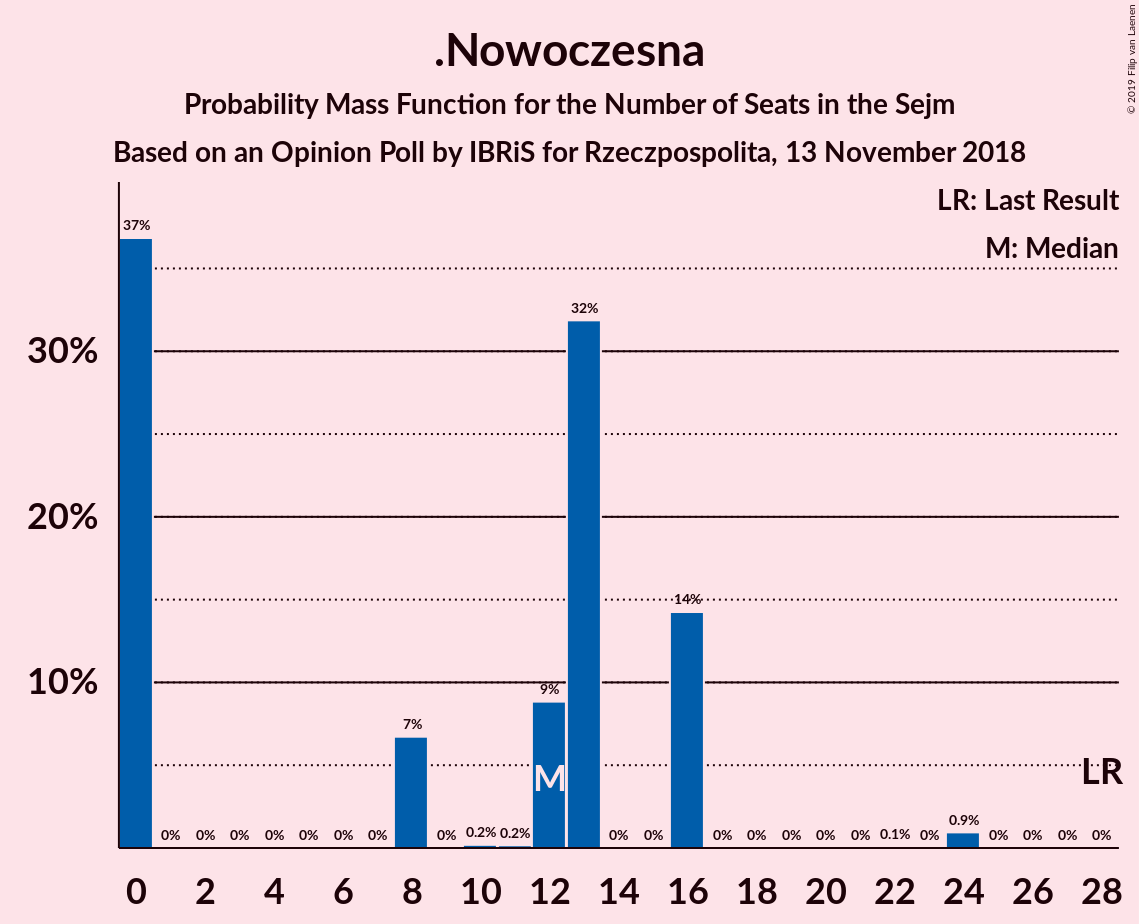 .Nowoczesna
Probability Mass Function for the Number of Seats in the Sejm
Based on an Opinion Poll by IBRiS for Rzeczpospolita, 13 November 2018
© 2019 Filip van Laenen
LR: Last Result
M: Median
37%
32%
30%
20%
14%
10%
9%
7%
M
LR
0% 0% 0% 0% 0% 0% 0% 0% 0.2% 0.2% 0% 0% 0% 0% 0% 0% 0% 0.1% 0% 0.9% 0% 0% 0% 0%
0 2 4 6 8 10 12 14 16 18 20 22 24 26 28